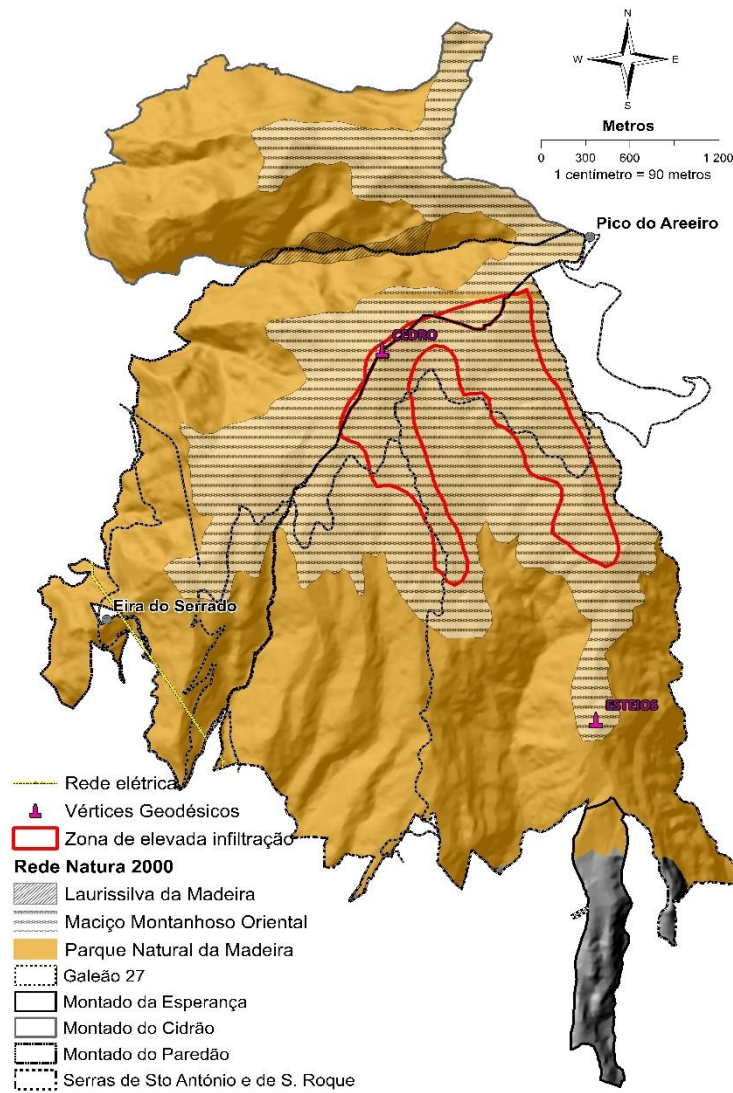 N
W E
S
Metros
0 300 600 1 200
1 centímetro = 90 metros
Pico do Areeiro
CEDRO
Eira do Serrado
ESTEIOS
Rede elétrica
Vértices Geodésicos
Zona de elevada infiltração
Rede Natura 2000
Laurissilva da Madeira
Maciço Montanhoso Oriental
Parque Natural da Madeira
Galeão 27
Montado da Esperança
Montado do Cidrão
Montado do Paredão
Serras de Sto António e de S. Roque